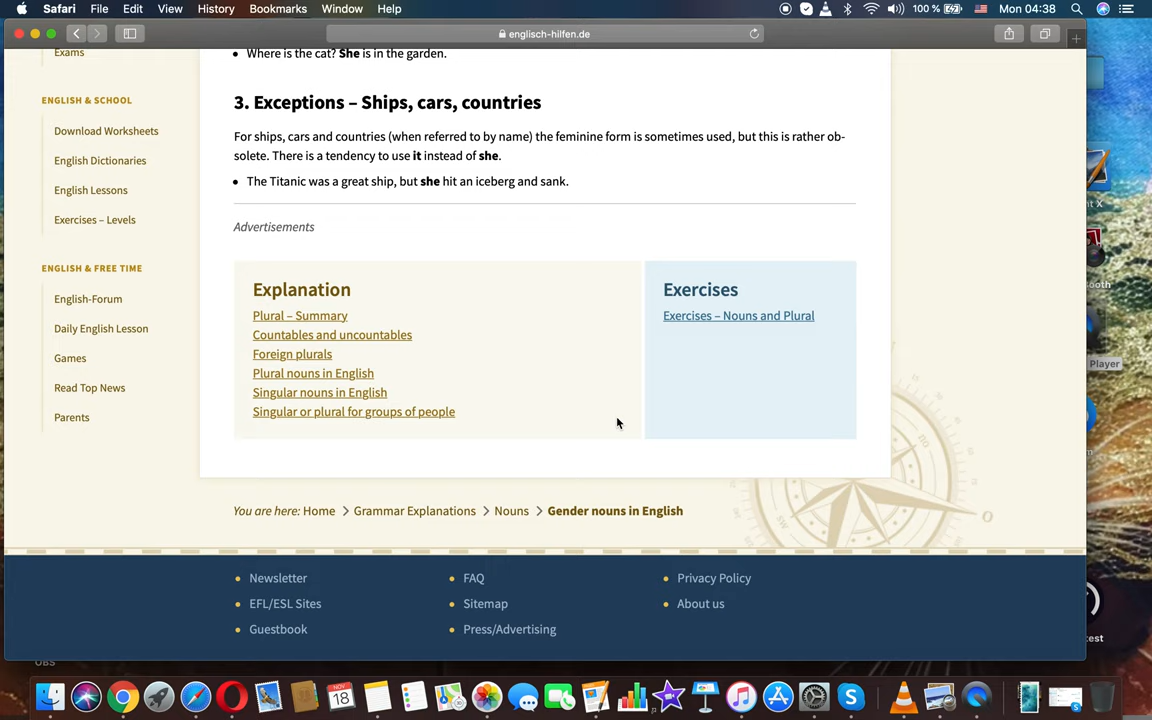 Safari File Edit View History Bookmarks Window Help 100 % Mon 04:38
englisch-hilfen.de
Exams
ENGLISH & SCHOOL
Download Worksheets
English Dictionaries
English Lessons
Exercises – Levels
ENGLISH & FREE TIME
English-Forum
Daily English Lesson
Games
Read Top News
Parents
• Where is the cat? She is in the garden.
3. Exceptions – Ships, cars, countries
For ships, cars and countries (when referred to by name) the feminine form is sometimes used, but this is rather ob-
solete. There is a tendency to use it instead of she.
• The Titanic was a great ship, but she hit an iceberg and sank.
Advertisements
Explanation
Plural – Summary
Countables and uncountables
Foreign plurals
Plural nouns in English
Singular nouns in English
Singular or plural for groups of people
Exercises
Exercises – Nouns and Plural
You are here: Home > Grammar Explanations > Nouns > Gender nouns in English
• Newsletter
• EFL/ESL Sites
• Guestbook
• FAQ
• Sitemap
• Press/Advertising
• Privacy Policy
• About us
Player
OBS
NOV
18